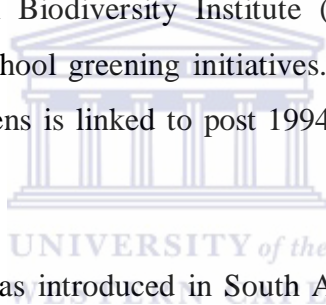 Biodiversity Institute (
hool greening initiatives.
ens is linked to post 1994
UNIVERSITY of the
as introduced in South A
WESTERN CAPE